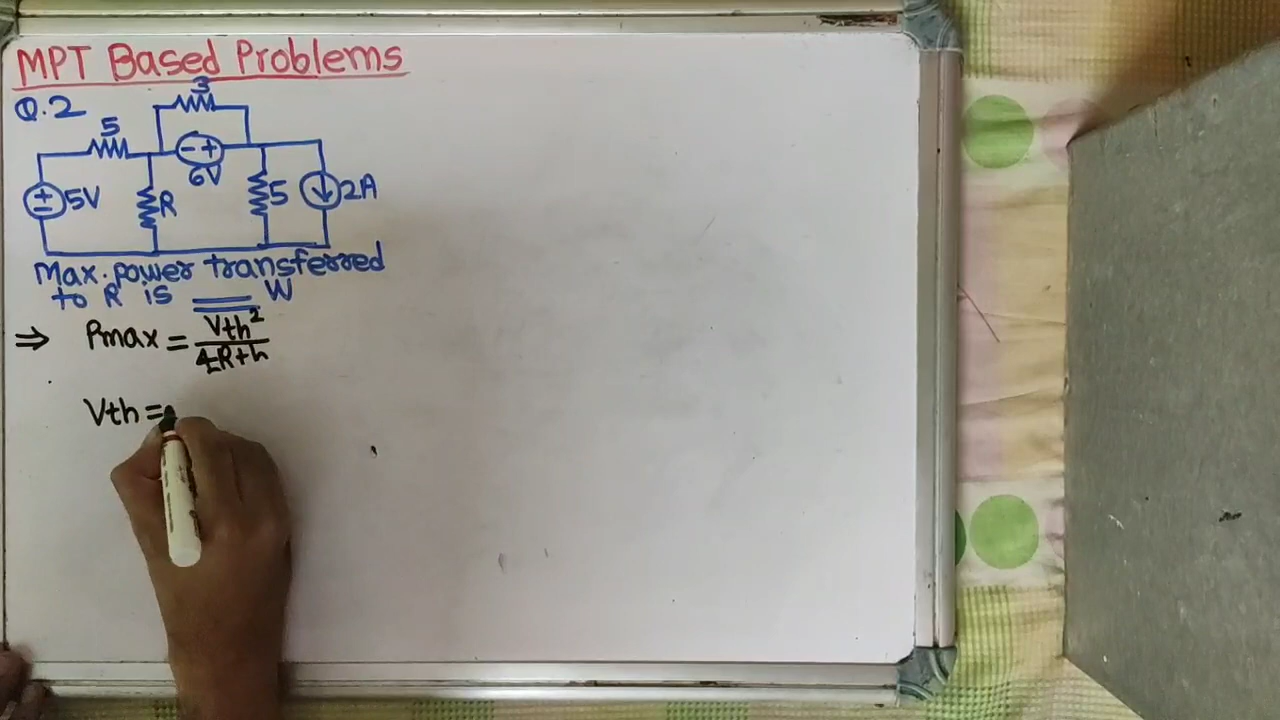 MPT Based Problems
Q.2
3
5
- +
6V
± 5V
R
5
2A
Max. power transferred
to R is ___ W
⇒ Pmax = Vth² / 4Rth
Vth =